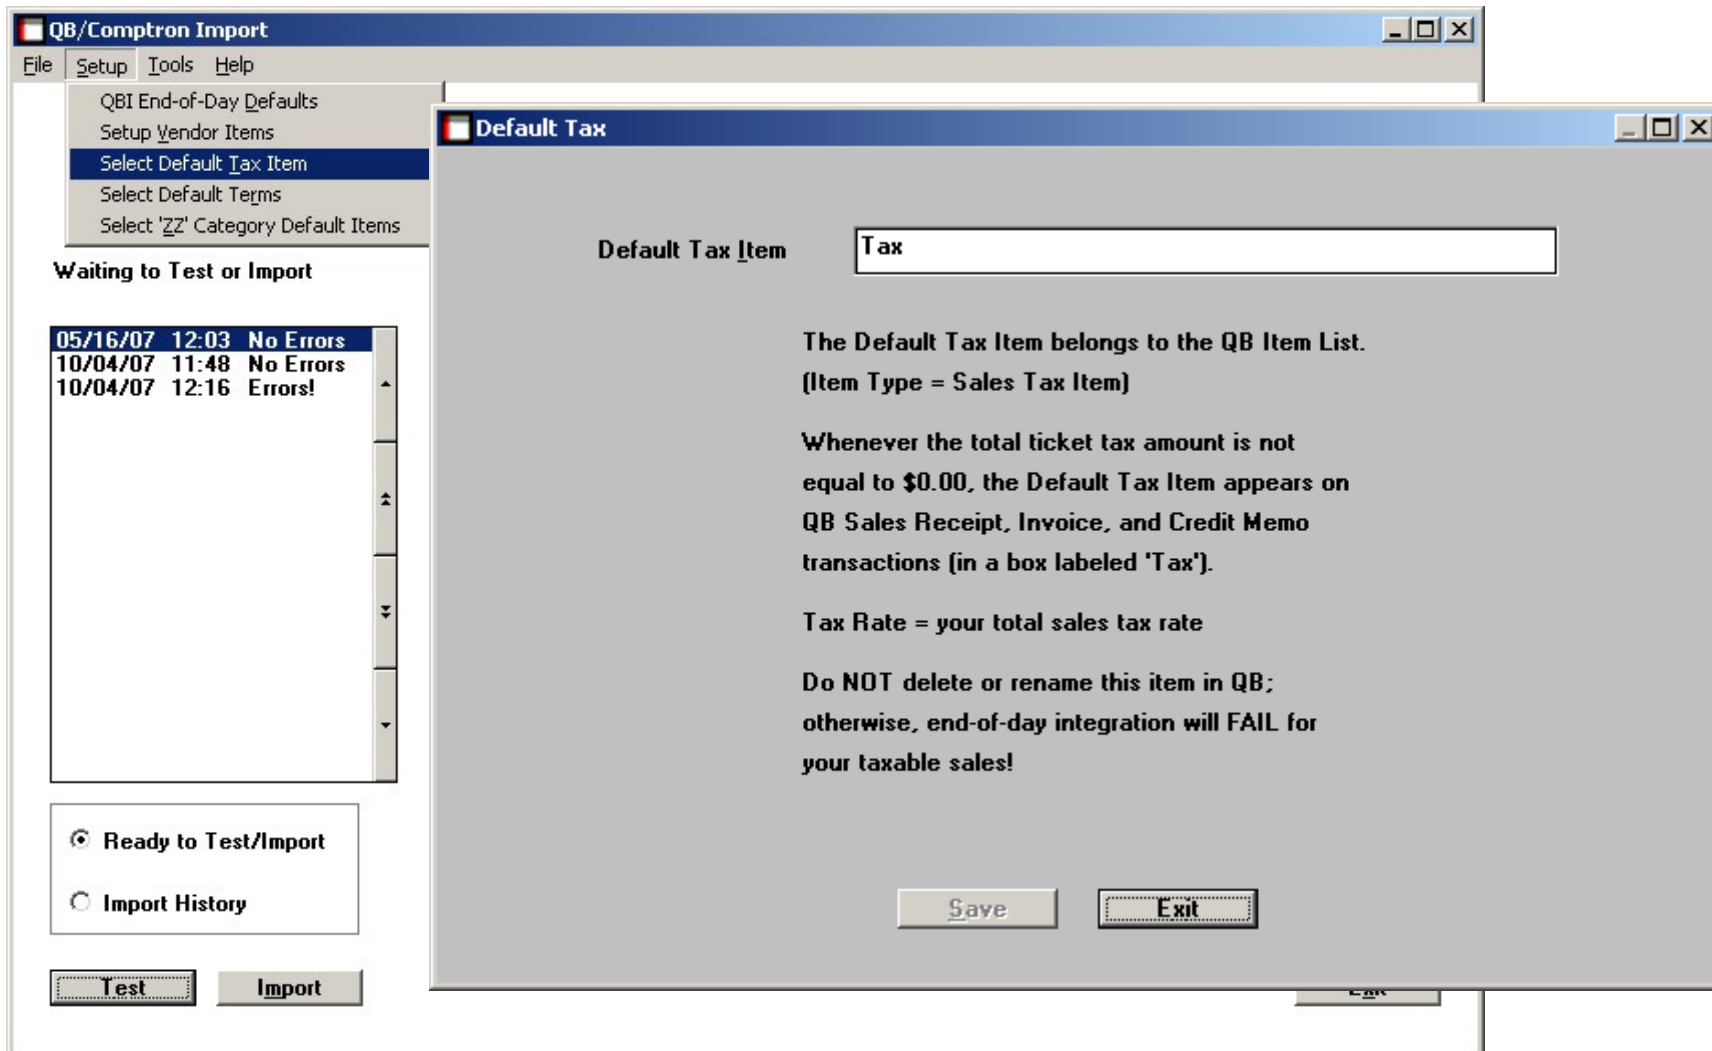 QB/Comptron Import
File Setup Tools Help
QBI End-of-Day Defaults
Setup Vendor Items
Select Default Tax Item
Select Default Terms
Select 'ZZ' Category Default Items
Waiting to Test or Import
05/16/07 12:03 No Errors
10/04/07 11:48 No Errors
10/04/07 12:16 Errors!
Ready to Test/Import
Import History
Test Import
Default Tax
Default Tax Item Tax
The Default Tax Item belongs to the QB Item List.
(Item Type = Sales Tax Item)
Whenever the total ticket tax amount is not
equal to $0.00, the Default Tax Item appears on
QB Sales Receipt, Invoice, and Credit Memo
transactions (in a box labeled 'Tax').
Tax Rate = your total sales tax rate
Do NOT delete or rename this item in QB;
otherwise, end-of-day integration will FAIL for
your taxable sales!
Save Exit
Exit